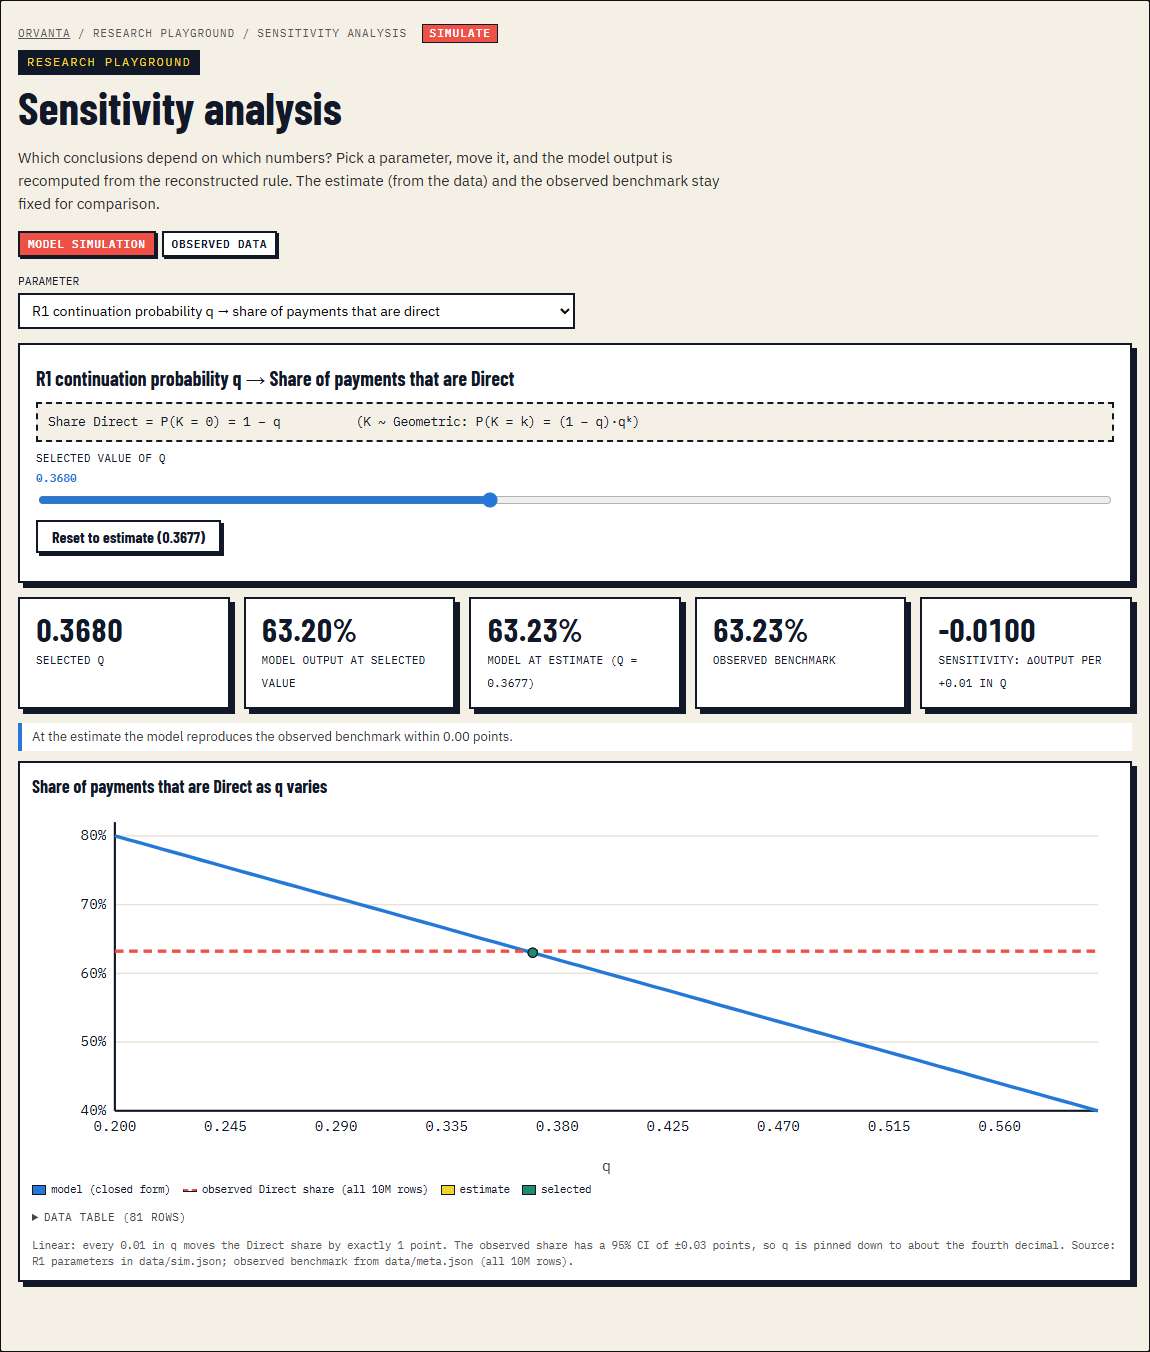 ORVANTA / RESEARCH PLAYGROUND / SENSITIVITY ANALYSIS SIMULATE
RESEARCH PLAYGROUND
Sensitivity analysis
Which conclusions depend on which numbers? Pick a parameter, move it, and the model output is
recomputed from the reconstructed rule. The estimate (from the data) and the observed benchmark stay
fixed for comparison.
MODEL SIMULATION OBSERVED DATA
PARAMETER
R1 continuation probability q → share of payments that are direct
R1 continuation probability q → Share of payments that are Direct
Share Direct = P(K = 0) = 1 − q (K ~ Geometric: P(K = k) = (1 − q)·qᵏ)
SELECTED VALUE OF Q
0.3680
Reset to estimate (0.3677)
0.3680
SELECTED Q
63.20%
MODEL OUTPUT AT SELECTED
VALUE
63.23%
MODEL AT ESTIMATE (Q =
0.3677)
63.23%
OBSERVED BENCHMARK
-0.0100
SENSITIVITY: ΔOUTPUT PER
+0.01 IN Q
At the estimate the model reproduces the observed benchmark within 0.00 points.
Share of payments that are Direct as q varies
80%
70%
60%
50%
40%
0.200 0.245 0.290 0.335 0.380 0.425 0.470 0.515 0.560
q
model (closed form) observed Direct share (all 10M rows) estimate selected
▶ DATA TABLE (81 ROWS)
Linear: every 0.01 in q moves the Direct share by exactly 1 point. The observed share has a 95% CI of ±0.03 points, so q is pinned down to about the fourth decimal. Source:
R1 parameters in data/sim.json; observed benchmark from data/meta.json (all 10M rows).